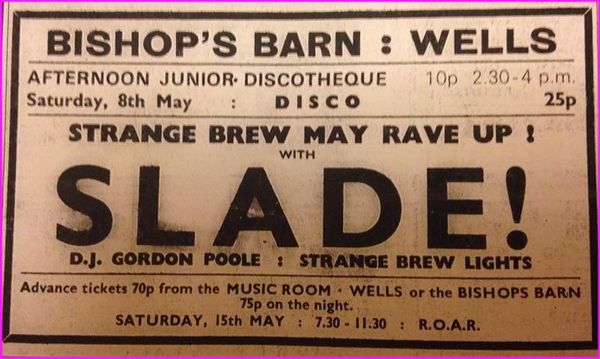 BISHOP'S BARN : WELLS
AFTERNOON JUNIOR· DISCOTHEQUE 10p 2.30-4 p.m.
Saturday, 8th May : DISCO 25p
STRANGE BREW MAY RAVE UP !
WITH
SLADE!
D.J. GORDON POOLE : STRANGE BREW LIGHTS
Advance tickets 70p from the MUSIC ROOM · WELLS or the BISHOPS BARN
75p on the night.
SATURDAY, 15th MAY : 7.30 - 11.30 : R.O.A.R.